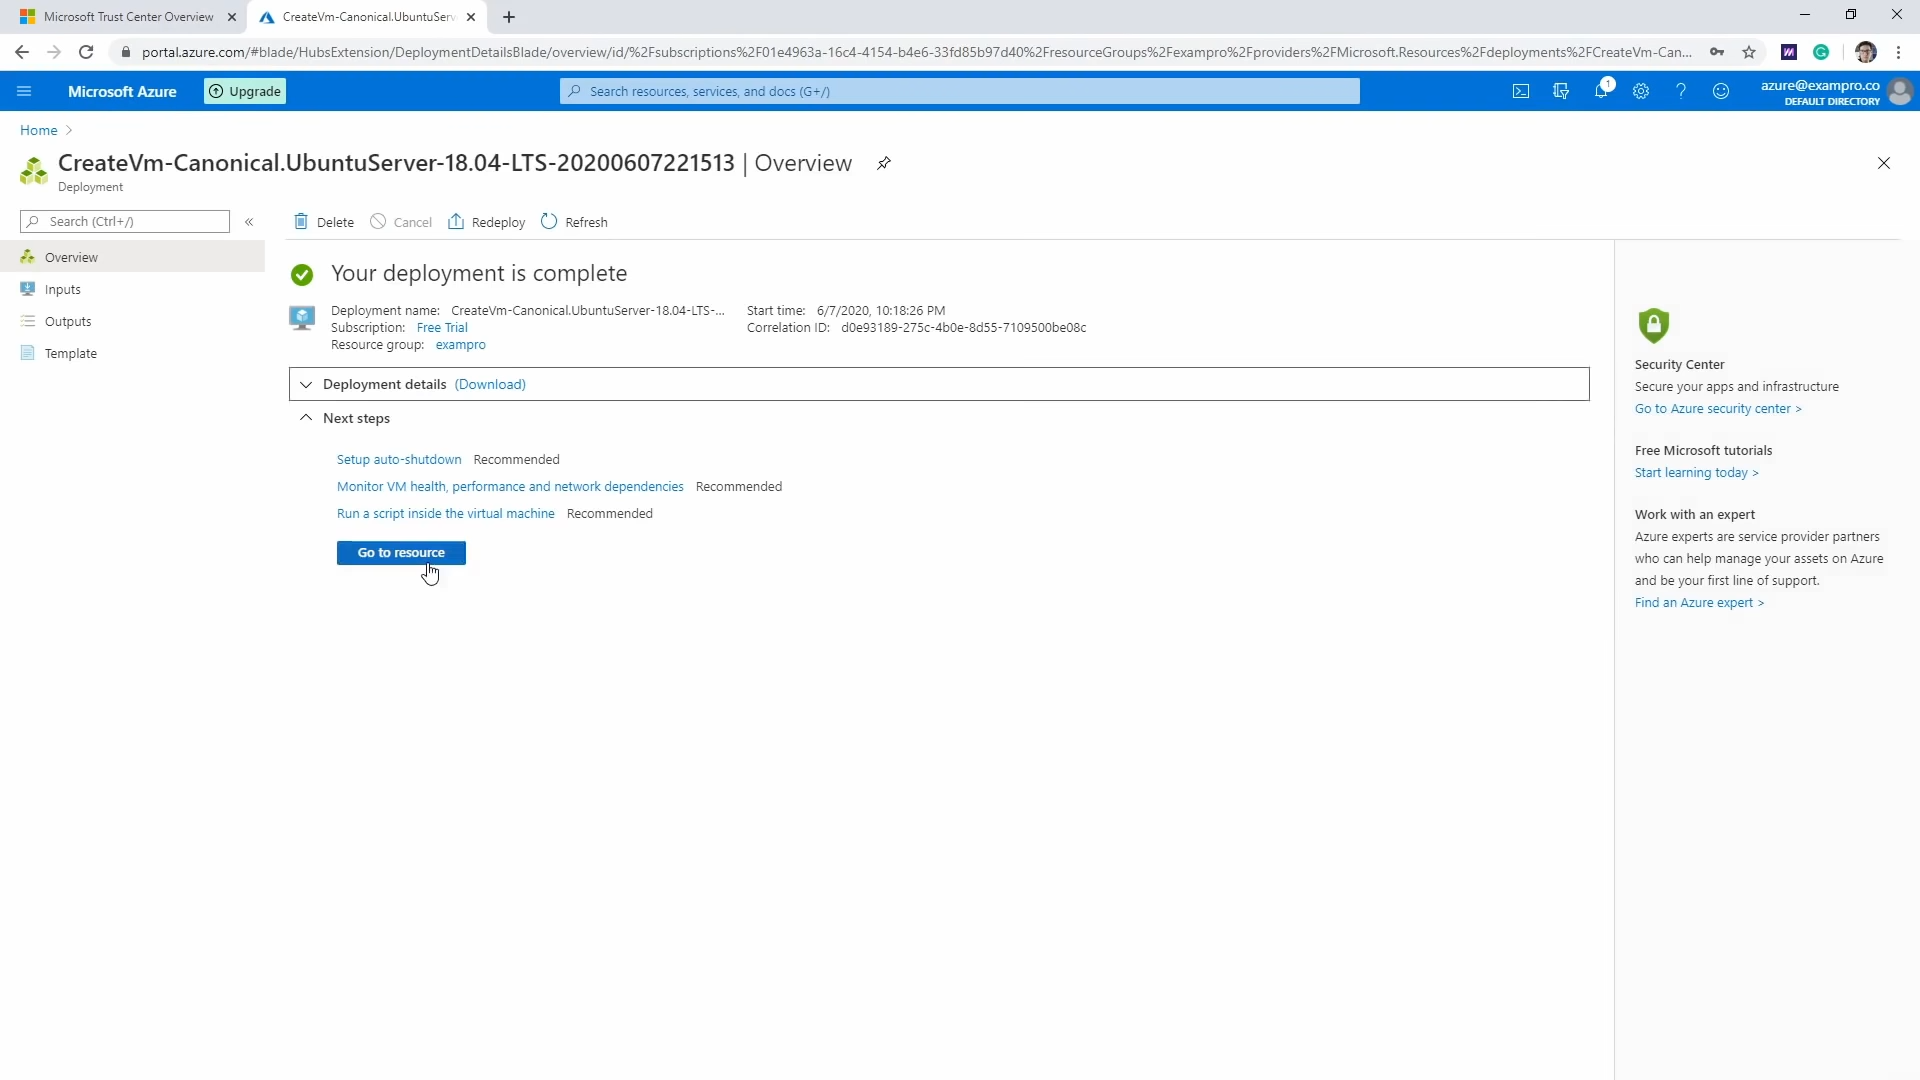 Microsoft Trust Center Overview
CreateVm-Canonical.UbuntuServ
portal.azure.com/#blade/HubsExtension/DeploymentDetailsBlade/overview/id/%2Fsubscriptions%2F01e4963a-16c4-4154-b4e6-33fd85b97d40%2FresourceGroups%2Fexampro%2Fproviders%2FMicrosoft.Resources%2Fdeployments%2FCreateVm-Can...
Microsoft Azure
Upgrade
Search resources, services, and docs (G+/)
1
azure@exampro.co
DEFAULT DIRECTORY
Home
CreateVm-Canonical.UbuntuServer-18.04-LTS-20200607221513 | Overview
Deployment
Search (Ctrl+/)
«
Delete
Cancel
Redeploy
Refresh
Overview
Inputs
Outputs
Template
Your deployment is complete
Deployment name: CreateVm-Canonical.UbuntuServer-18.04-LTS-...
Subscription: Free Trial
Resource group: exampro
Start time: 6/7/2020, 10:18:26 PM
Correlation ID: d0e93189-275c-4b0e-8d55-7109500be08c
Deployment details (Download)
Next steps
Setup auto-shutdown Recommended
Monitor VM health, performance and network dependencies Recommended
Run a script inside the virtual machine Recommended
Go to resource
Security Center
Secure your apps and infrastructure
Go to Azure security center >
Free Microsoft tutorials
Start learning today >
Work with an expert
Azure experts are service provider partners
who can help manage your assets on Azure
and be your first line of support.
Find an Azure expert >